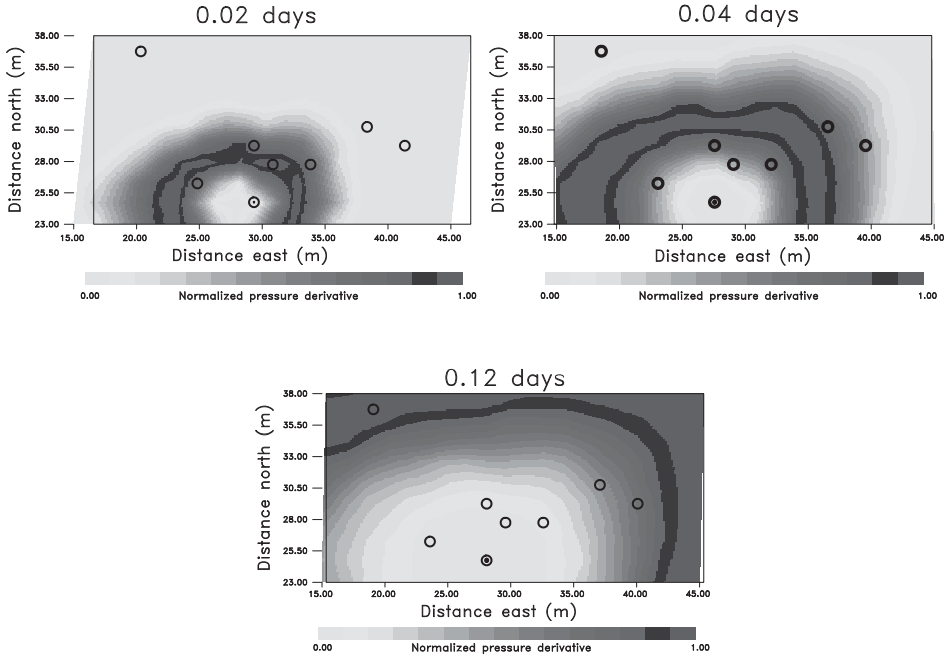 0.02 days
Distance north (m)
38.00
35.50
33.00
30.50
28.00
25.50
23.00
15.00 20.00 25.00 30.00 35.00 40.00 45.00
Distance east (m)
0.00 Normalized pressure derivative 1.00
0.04 days
Distance north (m)
38.00
35.50
33.00
30.50
28.00
25.50
23.00
15.00 20.00 25.00 30.00 35.00 40.00 45.00
Distance east (m)
0.00 Normalized pressure derivative 1.00
0.12 days
Distance north (m)
38.00
35.50
33.00
30.50
28.00
25.50
23.00
15.00 20.00 25.00 30.00 35.00 40.00 45.00
Distance east (m)
0.00 Normalized pressure derivative 1.00